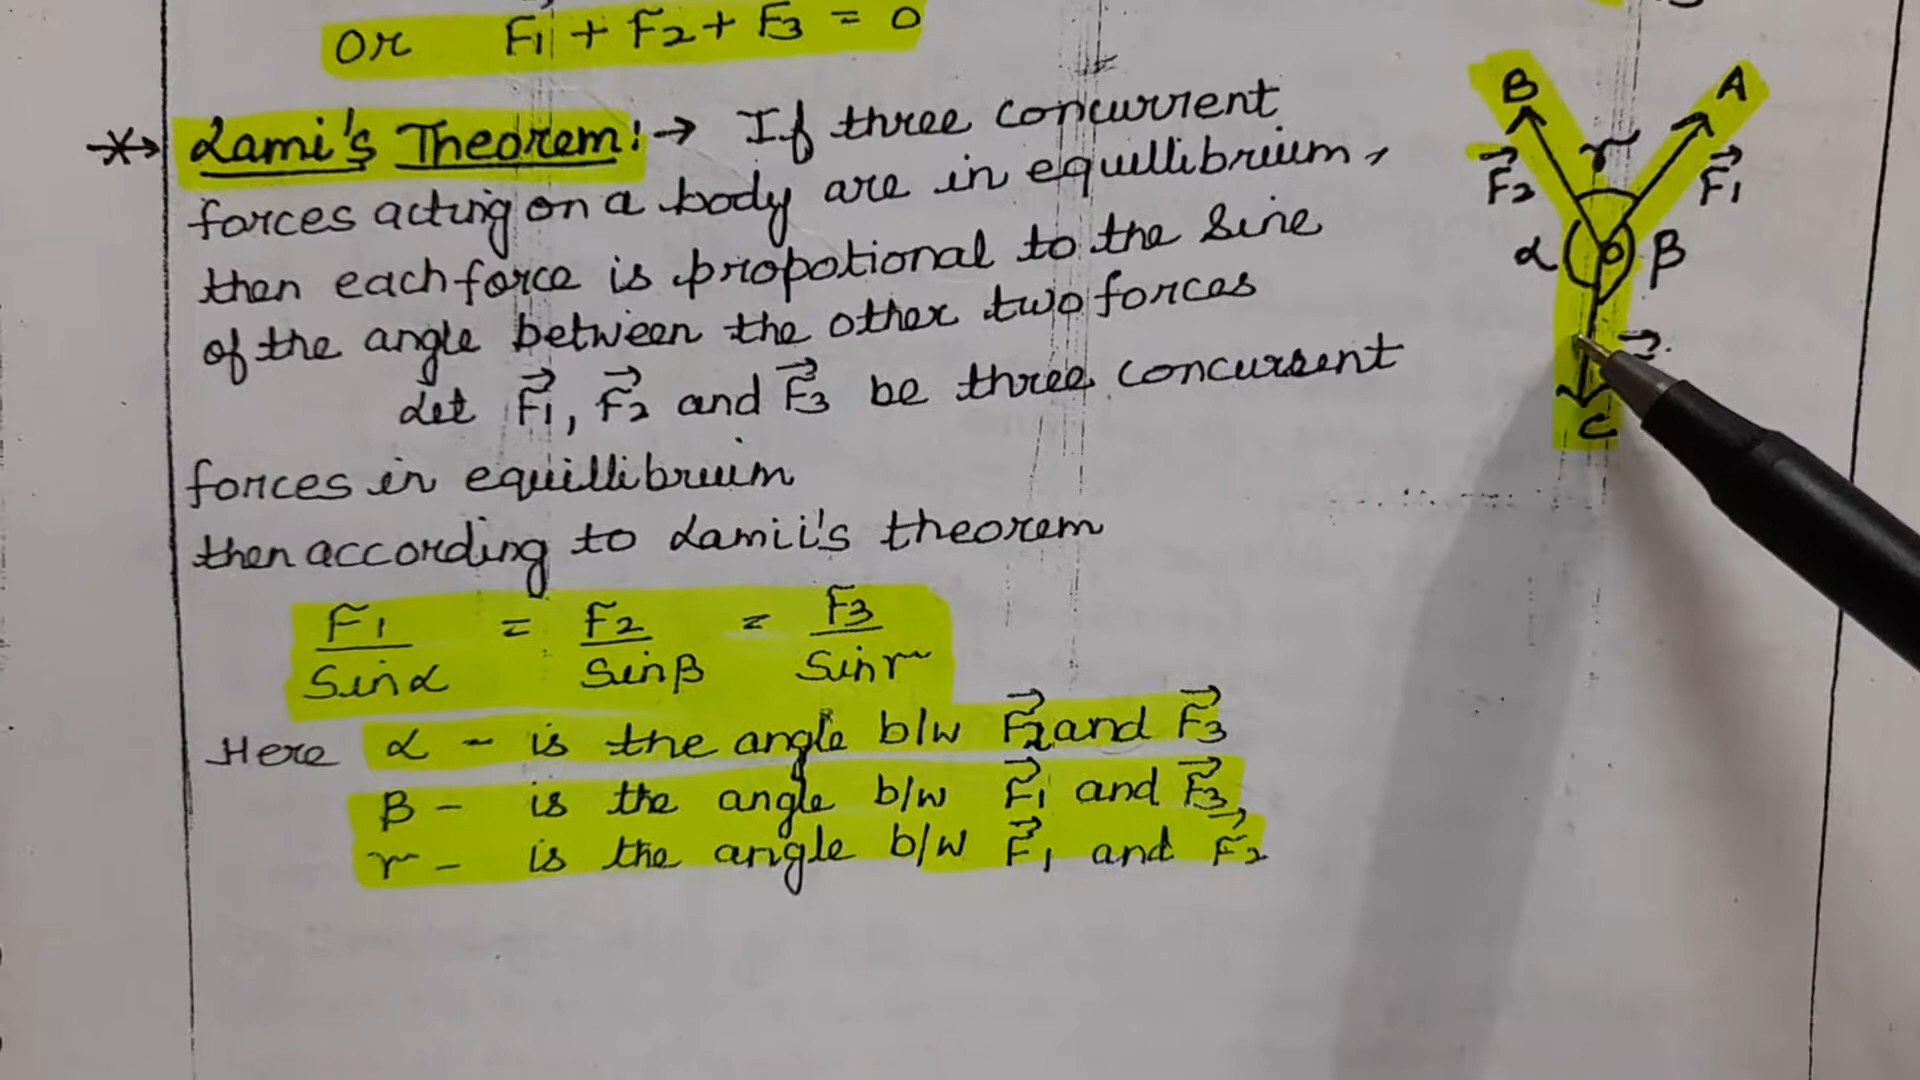 or F1 + F2 + F3 = 0
Lami's Theorem:→ If three concurrent
forces acting on a body are in equillibrium,
then each force is propotional to the sine
of the angle between the other two forces
Let F⃗1, F⃗2 and F⃗3 be three concurrent
forces in equillibrium
then according to Lamii's theorem
F1 = F2 = F3
Sinα Sinβ Sinr
Here α - is the angle b/w F⃗2 and F⃗3
β - is the angle b/w F⃗1 and F⃗3
r - is the angle b/w F⃗1 and F⃗2
B A
r
F⃗2 F⃗1
α O β
C